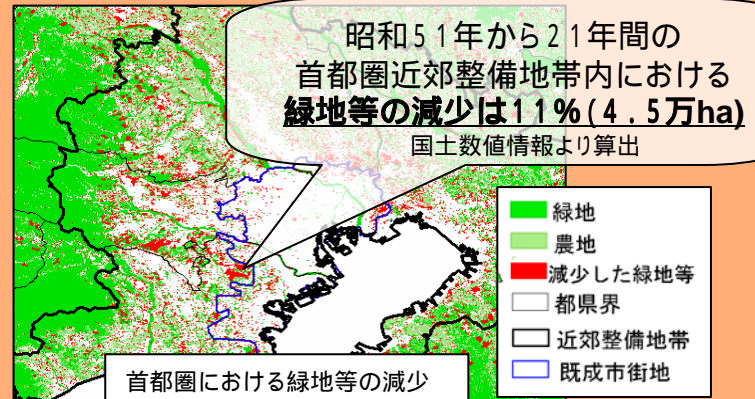 昭和51年から21年間の
首都圏近郊整備地帯内における
緑地等の減少は11%(4.5万ha)
国土数値情報より算出
緑地
農地
減少した緑地等
都県界
近郊整備地帯
既成市街地
首都圏における緑地等の減少